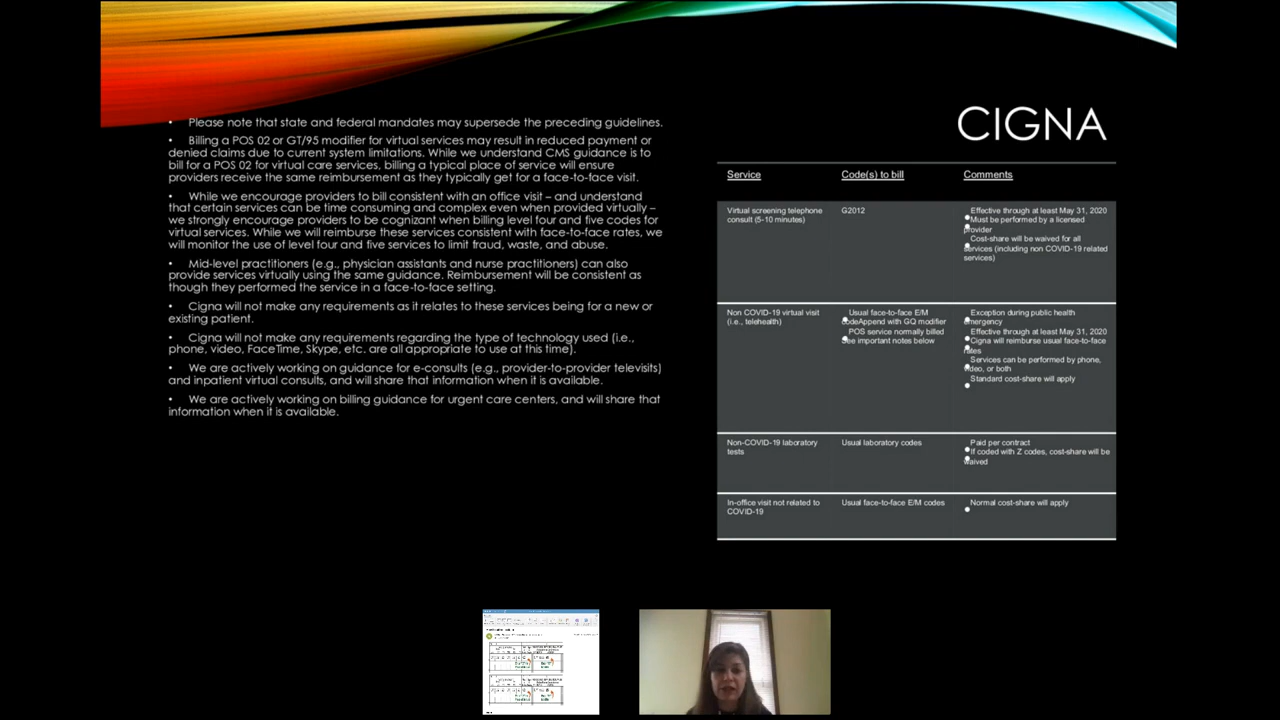 • Please note that state and federal mandates may supersede the preceding guidelines.
• Billing a POS 02 or GT/95 modifier for virtual services may result in reduced payment or
denied claims due to current system limitations. While we understand CMS guidance is to
bill for a POS 02 for virtual care services, billing a typical place of service will ensure
providers receive the same reimbursement as they typically get for a face-to-face visit.
• While we encourage providers to bill consistent with an office visit – and understand
that certain services can be time consuming and complex even when provided virtually –
we strongly encourage providers to be cognizant when billing level four and five codes for
virtual services. While we will reimburse these services consistent with face-to-face rates, we
will monitor the use of level four and five services to limit fraud, waste, and abuse.
• Mid-level practitioners (e.g., physician assistants and nurse practitioners) can also
provide services virtually using the same guidance. Reimbursement will be consistent as
though they performed the service in a face-to-face setting.
• Cigna will not make any requirements as it relates to these services being for a new or
existing patient.
• Cigna will not make any requirements regarding the type of technology used (i.e.,
phone, video, FaceTime, Skype, etc. are all appropriate to use at this time).
• We are actively working on guidance for e-consults (e.g., provider-to-provider televisits)
and inpatient virtual consults, and will share that information when it is available.
• We are actively working on billing guidance for urgent care centers, and will share that
information when it is available.
CIGNA
Service
Code(s) to bill
Comments
Virtual screening telephone
consult (5-10 minutes)
G2012
Effective through at least May 31, 2020
Must be performed by a licensed
provider
Cost-share will be waived for all
services (including non COVID-19 related
services)
Non COVID-19 virtual visit
(i.e., telehealth)
Usual face-to-face E/M
codeAppend with GQ modifier
POS service normally billed
See important notes below
Exception during public health
emergency
Effective through at least May 31, 2020
Cigna will reimburse usual face-to-face
rates
Services can be performed by phone,
video, or both
Standard cost-share will apply
Non-COVID-19 laboratory
tests
Usual laboratory codes
Paid per contract
If coded with Z codes, cost-share will be
waived
In-office visit not related to
COVID-19
Usual face-to-face E/M codes
Normal cost-share will apply